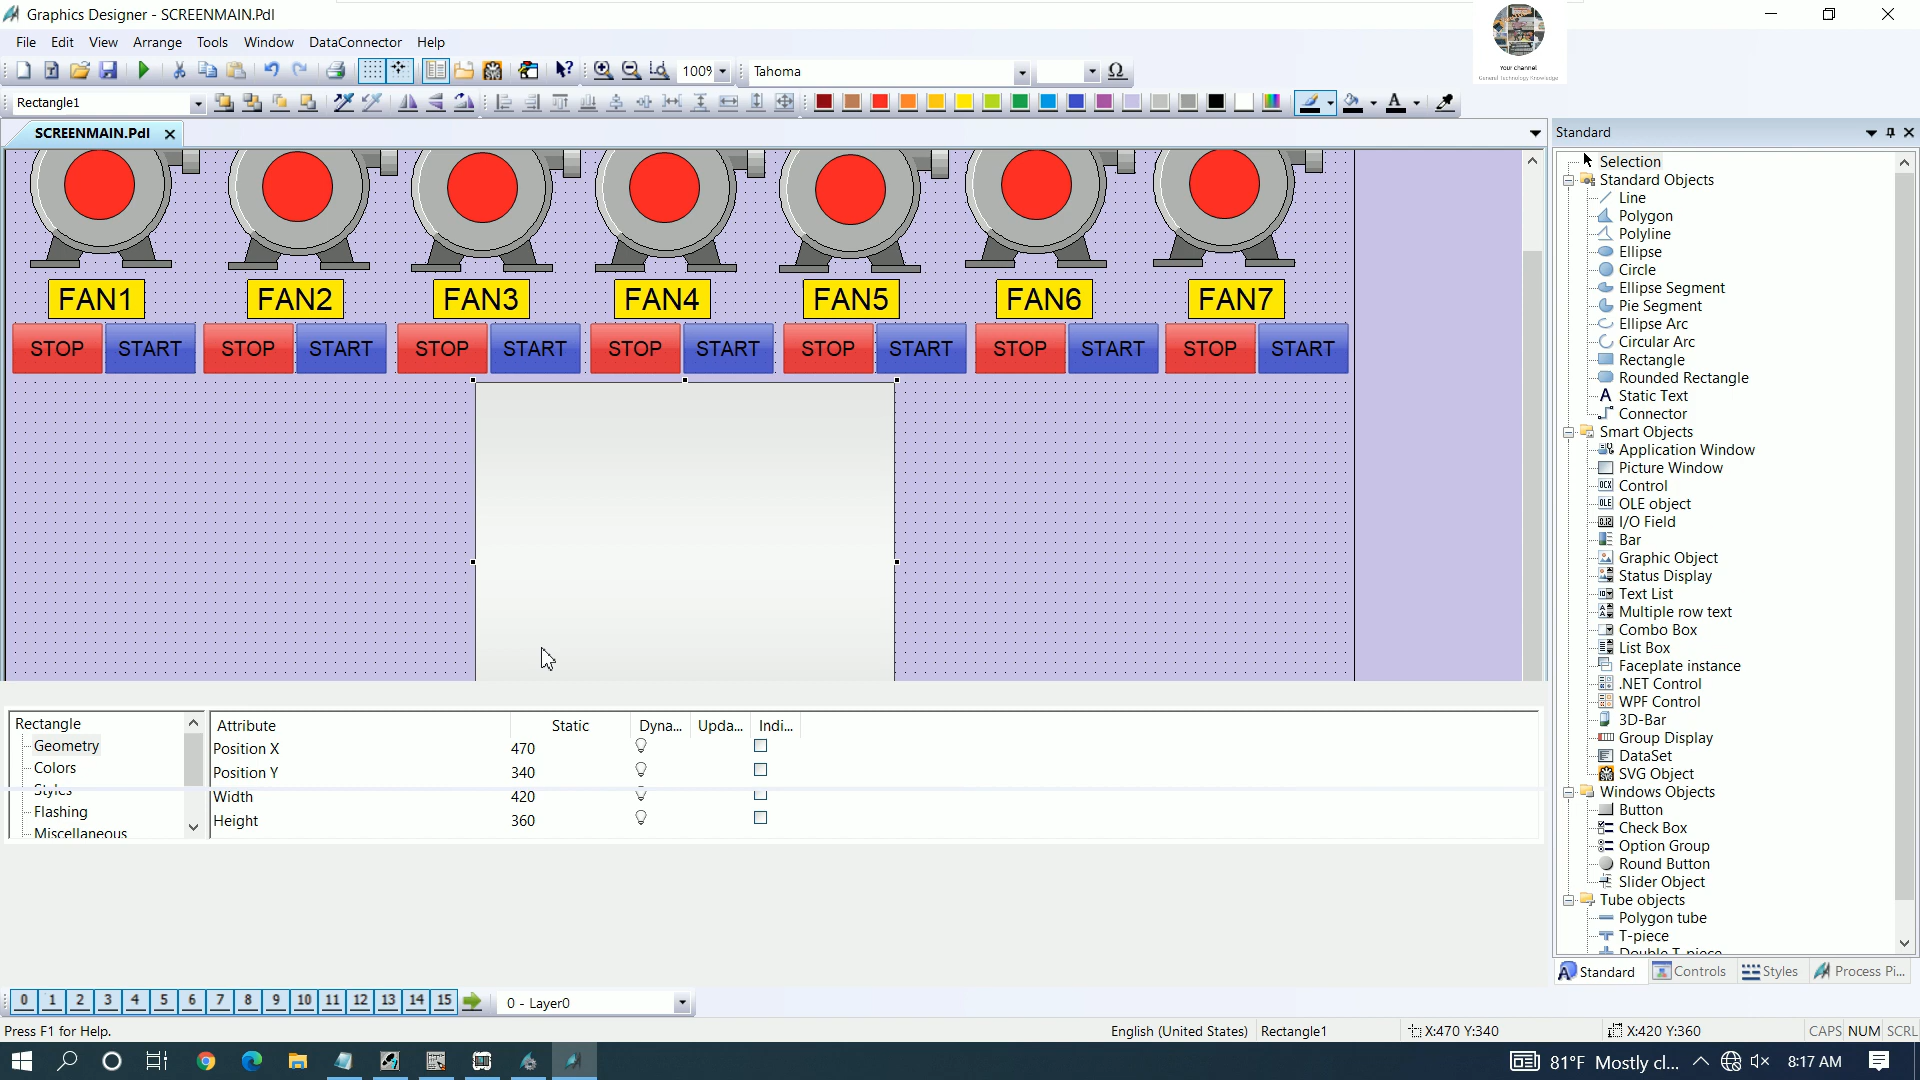 Graphics Designer - SCREENMAIN.Pdl
Your channel
General Technology Knowledge
File Edit View Arrange Tools Window DataConnector Help
100% Tahoma
Rectangle1
SCREENMAIN.Pdl
FAN1 FAN2 FAN3 FAN4 FAN5 FAN6 FAN7
STOP START STOP START STOP START STOP START STOP START STOP START STOP START
Standard
Selection
Standard Objects
Line
Polygon
Polyline
Ellipse
Circle
Ellipse Segment
Pie Segment
Ellipse Arc
Circular Arc
Rectangle
Rounded Rectangle
Static Text
Connector
Smart Objects
Application Window
Picture Window
Control
OLE object
I/O Field
Bar
Graphic Object
Status Display
Text List
Multiple row text
Combo Box
List Box
Faceplate instance
.NET Control
WPF Control
3D-Bar
Group Display
DataSet
SVG Object
Windows Objects
Button
Check Box
Option Group
Round Button
Slider Object
Tube objects
Polygon tube
T-piece
Double T-piece
Standard Controls Styles Process Pi...
Rectangle
Geometry
Colors
Styles
Flashing
Miscellaneous
Attribute Static Dyna... Upda... Indi...
Position X 470
Position Y 340
Width 420
Height 360
0 1 2 3 4 5 6 7 8 9 10 11 12 13 14 15 0 - Layer0
Press F1 for Help. English (United States) Rectangle1 X:470 Y:340 X:420 Y:360 CAPS NUM SCRL
81°F Mostly cl... 8:17 AM